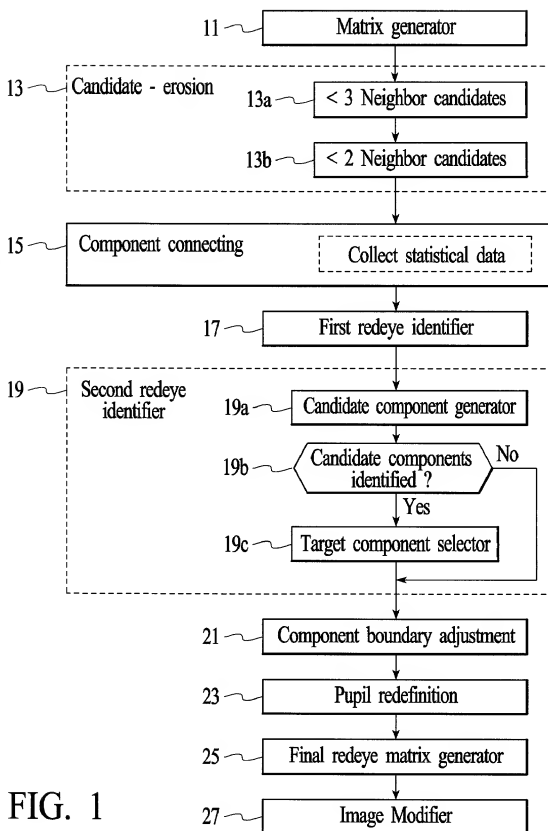 11 Matrix generator
13 Candidate - erosion
13a < 3 Neighbor candidates
13b < 2 Neighbor candidates
15 Component connecting
Collect statistical data
17 First redeye identifier
19 Second redeye
identifier
19a Candidate component generator
19b Candidate components
identified ?
No
Yes
19c Target component selector
21 Component boundary adjustment
23 Pupil redefinition
25 Final redeye matrix generator
27 Image Modifier
FIG. 1